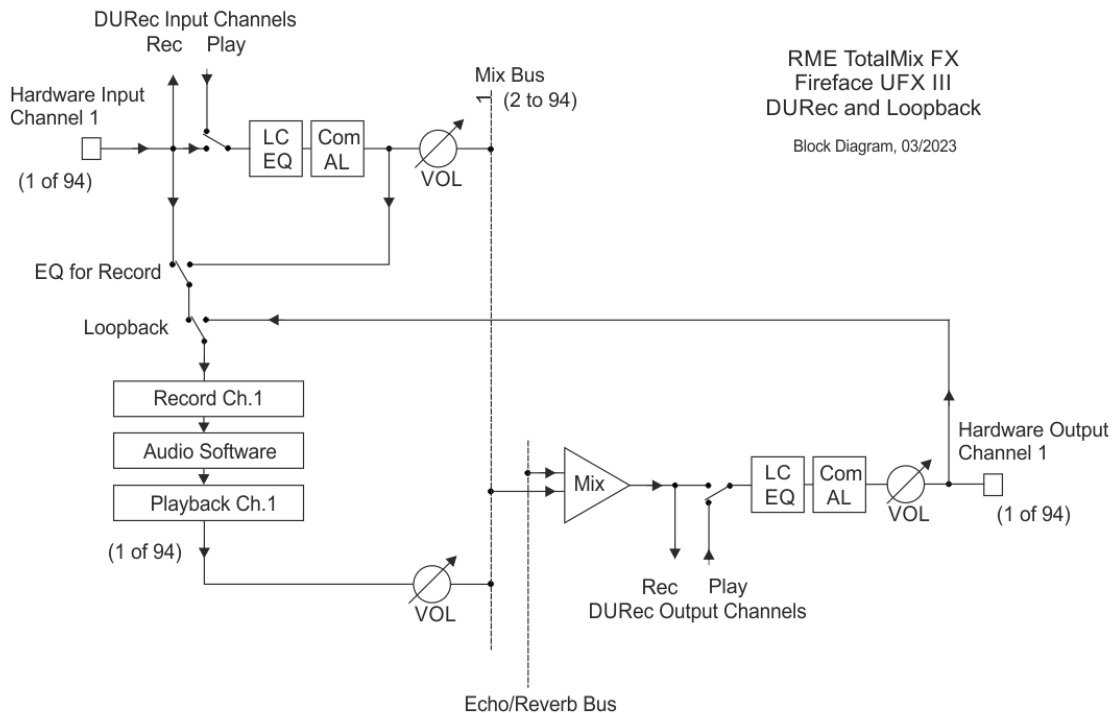 DURec Input Channels
Rec Play
Hardware Input
Channel 1
(1 of 94)
LC
EQ
Com
AL
VOL
Mix Bus
1 (2 to 94)
RME TotalMix FX
Fireface UFX III
DURec and Loopback
Block Diagram, 03/2023
EQ for Record
Loopback
Record Ch.1
Audio Software
Playback Ch.1
(1 of 94)
VOL
Mix
LC
EQ
Com
AL
VOL
Hardware Output
Channel 1
(1 of 94)
Rec Play
DURec Output Channels
Echo/Reverb Bus